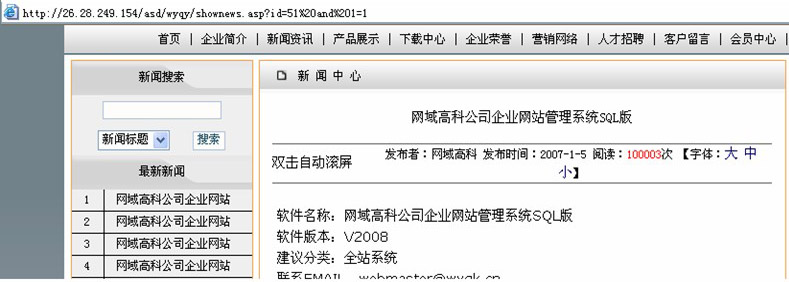 http://26.28.249.154/asd/wyqy/shownews.asp?id=51%20and%201=1
首页 | 企业简介 | 新闻资讯 | 产品展示 | 下载中心 | 企业荣誉 | 营销网络 | 人才招聘 | 客户留言 | 会员中心 |
新闻搜索
新闻标题 搜索
最新新闻
1 网域高科公司企业网站
2 网域高科公司企业网站
3 网域高科公司企业网站
4 网域高科公司企业网站
新闻中心
网域高科公司企业网站管理系统SQL版
双击自动滚屏
发布者：网域高科 发布时间：2007-1-5 阅读：100003次 【字体：大 中
小】
软件名称：网域高科公司企业网站管理系统SQL版
软件版本：V2008
建议分类：全站系统
联系EMAIL webmaster@wygk.cn